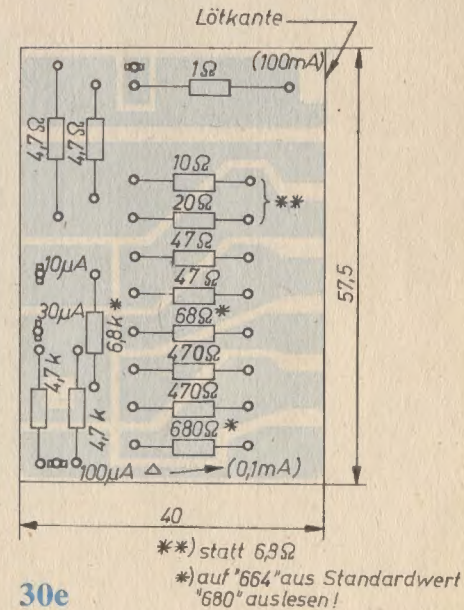 Lötkante
1Ω
(100mA)
4,7Ω
4,7Ω
10Ω
20Ω
**
47Ω
47Ω
10µA
30µA
6,8k*
68Ω*
470Ω
4,7k
4,7k
470Ω
680Ω*
100µA △ → (0,1mA)
57,5
40
**) statt 6,8Ω
*) auf "664" aus Standardwert
"680" auslesen!
30e